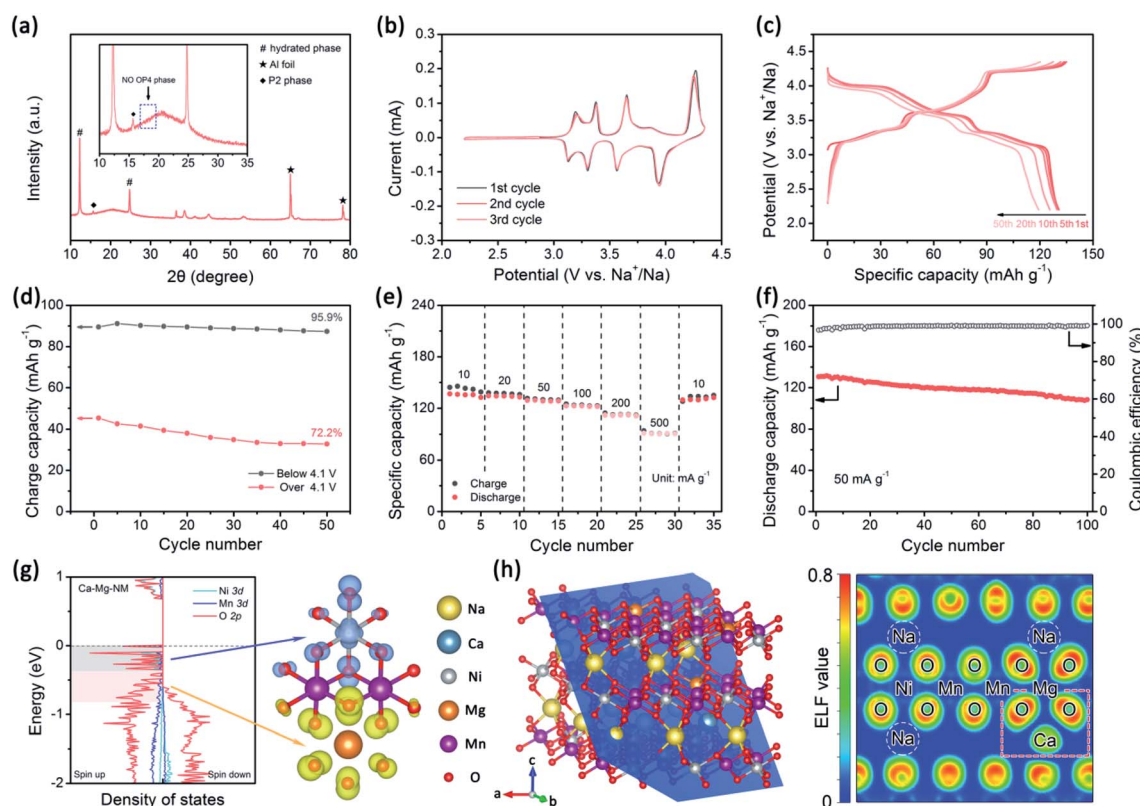 (a)
# hydrated phase
★ Al foil
◆ P2 phase
NO OP4 phase
10 15 20 25 30 35
#
#
◆
◆
★
★
Intensity (a.u.)
10 20 30 40 50 60 70 80
2θ (degree)
(b)
0.3
0.2
0.1
0.0
-0.1
-0.2
-0.3
Current (mA)
1st cycle
2nd cycle
3rd cycle
2.0 2.5 3.0 3.5 4.0 4.5
Potential (V vs. Na⁺/Na)
(c)
4.5
4.0
3.5
3.0
2.5
2.0
Potential (V vs. Na⁺/Na)
50th 20th 10th 5th 1st
0 30 60 90 120 150
Specific capacity (mAh g⁻¹)
(d)
100
80
60
40
20
0
Charge capacity (mAh g⁻¹)
95.9%
72.2%
Below 4.1 V
Over 4.1 V
0 10 20 30 40 50
Cycle number
(e)
240
210
180
150
120
90
60
30
0
Specific capacity (mAh g⁻¹)
10 20 50 100 200 500 10
Charge
Discharge
Unit: mA g⁻¹
0 5 10 15 20 25 30 35
Cycle number
(f)
200
180
160
140
120
100
80
60
40
20
0
Discharge capacity (mAh g⁻¹)
50 mA g⁻¹
100
80
60
40
20
0
Coulombic efficiency (%)
0 20 40 60 80 100
Cycle number
(g)
Ca-Mg-NM
Ni 3d
Mn 3d
O 2p
1
0
-1
-2
Energy (eV)
Spin up
Spin down
Density of states
Na
Ca
Ni
Mg
Mn
O
(h)
c
a
b
0.8
ELF value
0
Na Na
O O O O O
Ni Mn Mn Mg
O O O O O
Na Ca